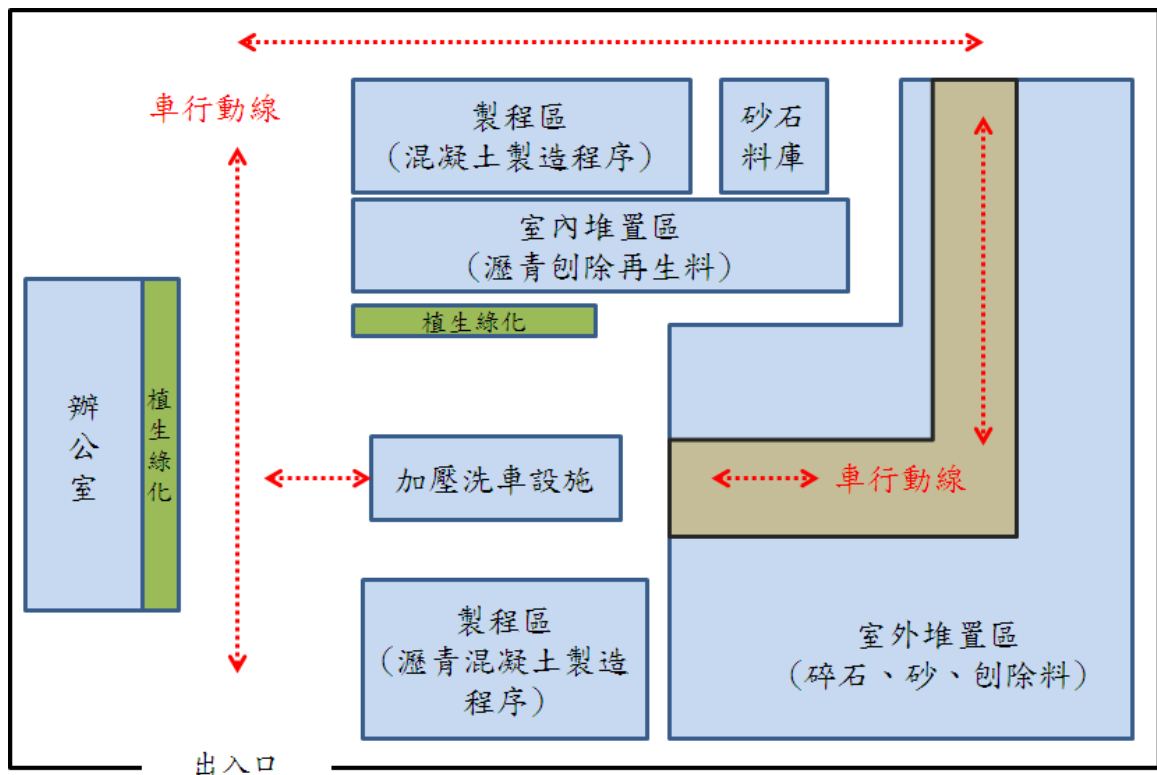 車行動線
製程區
（混凝土製造程序）
砂石
料庫
室內堆置區
（瀝青刨除再生料）
植生綠化
辦公室
植生綠化
加壓洗車設施
車行動線
製程區
（瀝青混凝土製造
程序）
室外堆置區
（碎石、砂、刨除料）
出入口